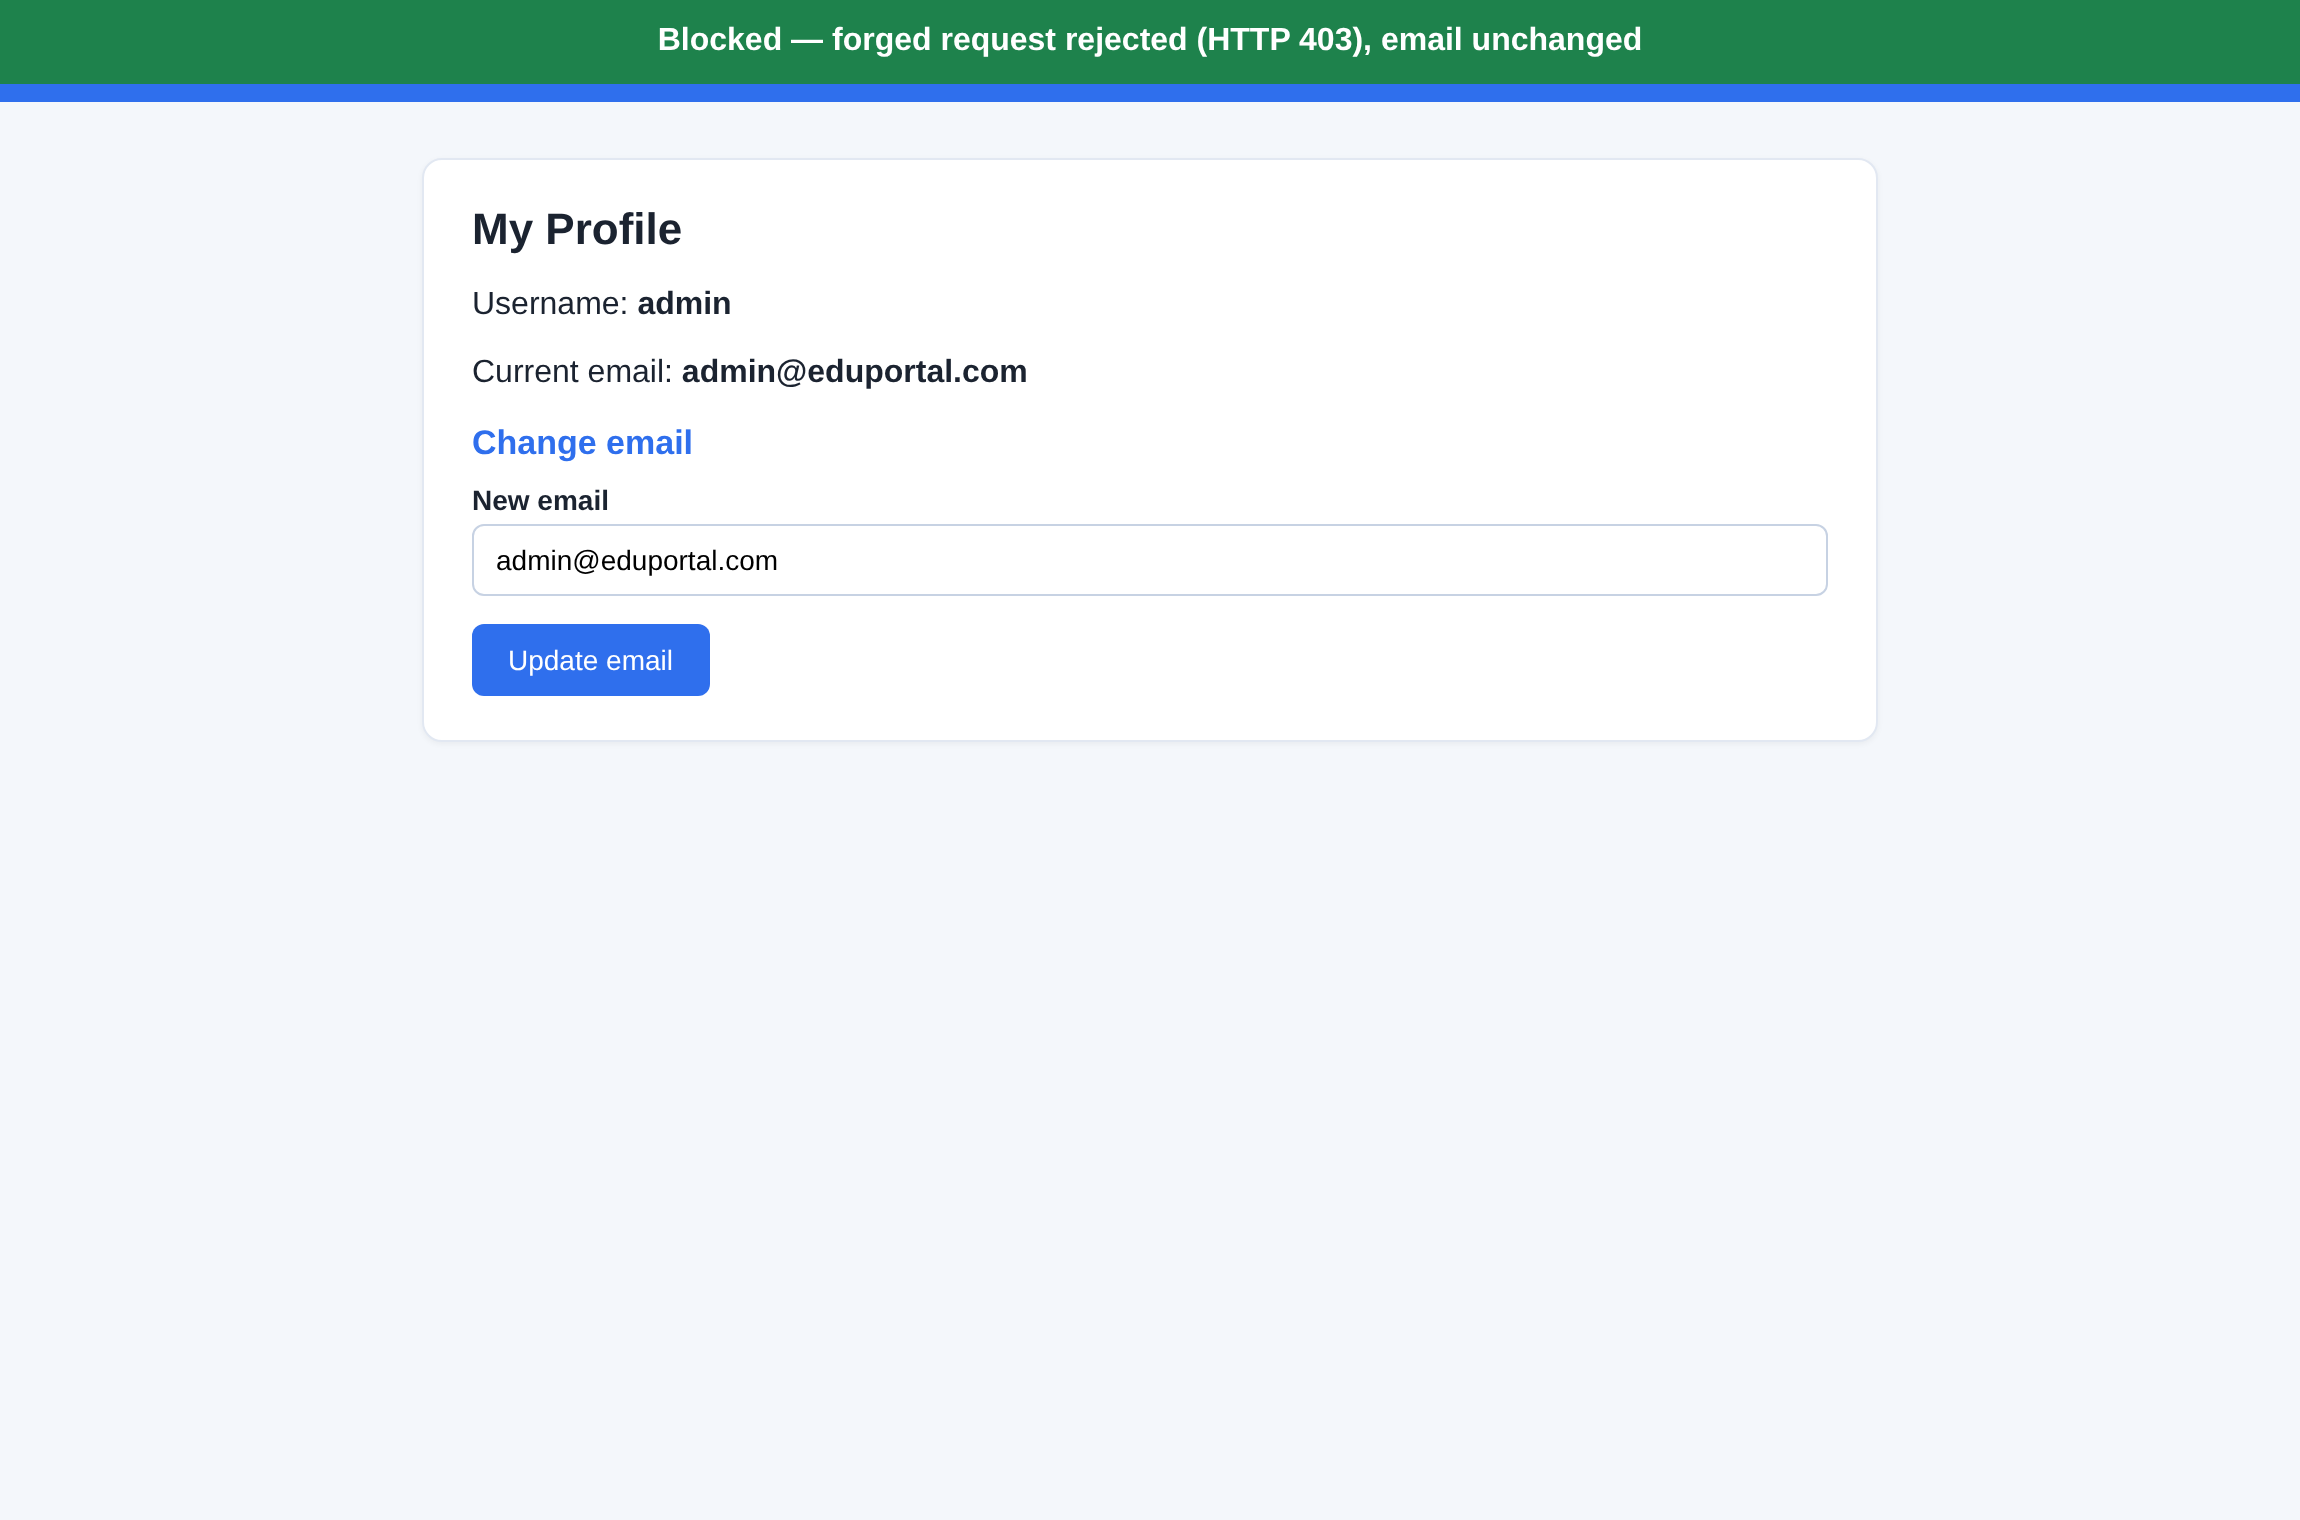 Blocked — forged request rejected (HTTP 403), email unchanged
My Profile
Username: admin
Current email: admin@eduportal.com
Change email
New email
admin@eduportal.com
Update email